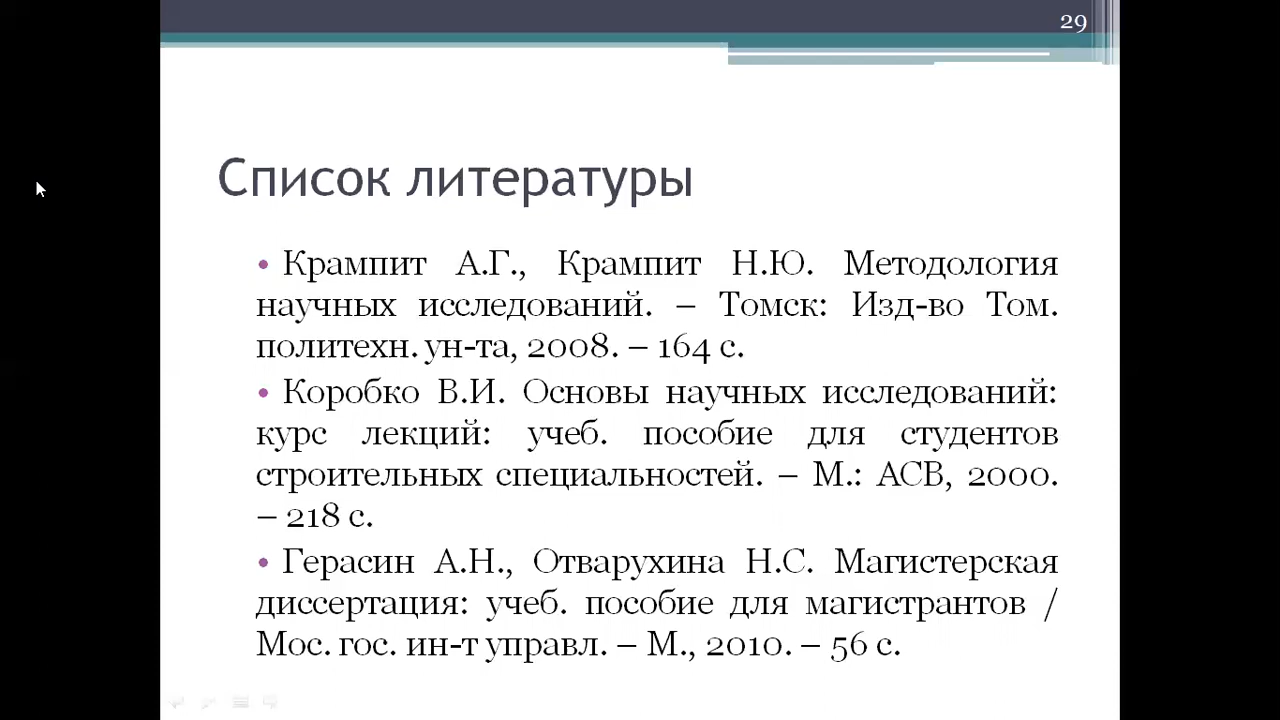 29
Список литературы
• Крампит А.Г., Крампит Н.Ю. Методология
научных исследований. – Томск: Изд-во Том.
политехн. ун-та, 2008. – 164 с.
• Коробко В.И. Основы научных исследований:
курс лекций: учеб. пособие для студентов
строительных специальностей. – М.: АСВ, 2000.
– 218 с.
• Герасин А.Н., Отварухина Н.С. Магистерская
диссертация: учеб. пособие для магистрантов /
Мос. гос. ин-т управл. – М., 2010. – 56 с.